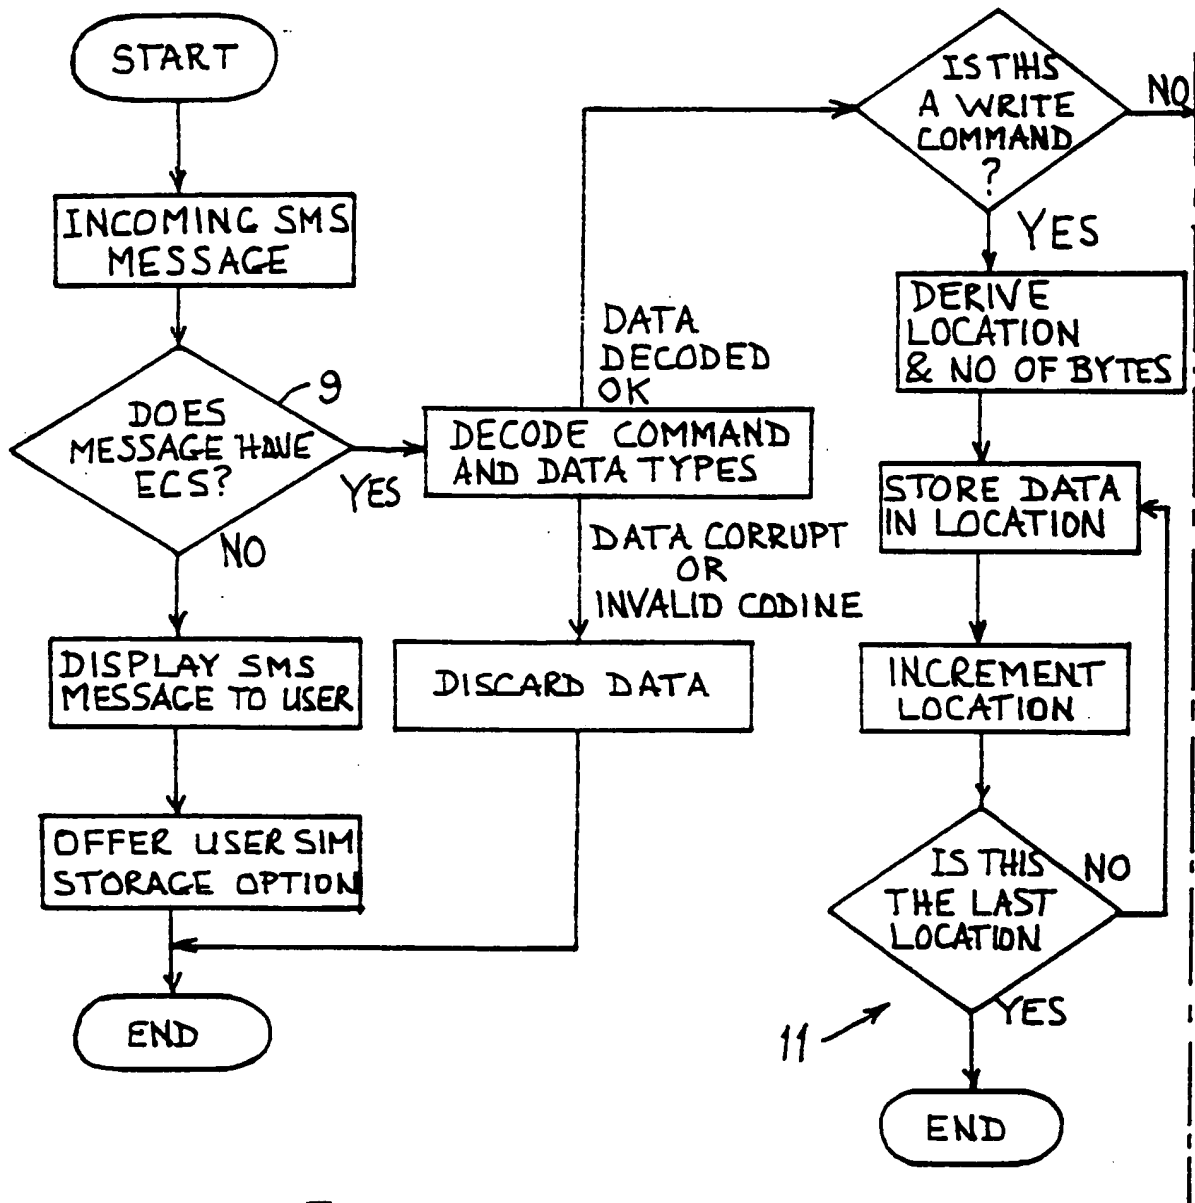 START
INCOMING SMS
MESSAGE
9
DOES
MESSAGE HAVE
ECS?
YES
NO
DISPLAY SMS
MESSAGE TO USER
OFFER USER SIM
STORAGE OPTION
END
DATA
DECODED
OK
DECODE COMMAND
AND DATA TYPES
DATA CORRUPT
OR
INVALID CODINE
DISCARD DATA
IS THIS
A WRITE
COMMAND
?
NO
YES
DERIVE
LOCATION
& NO OF BYTES
STORE DATA
IN LOCATION
INCREMENT
LOCATION
IS THIS
THE LAST
LOCATION
NO
YES
11
END